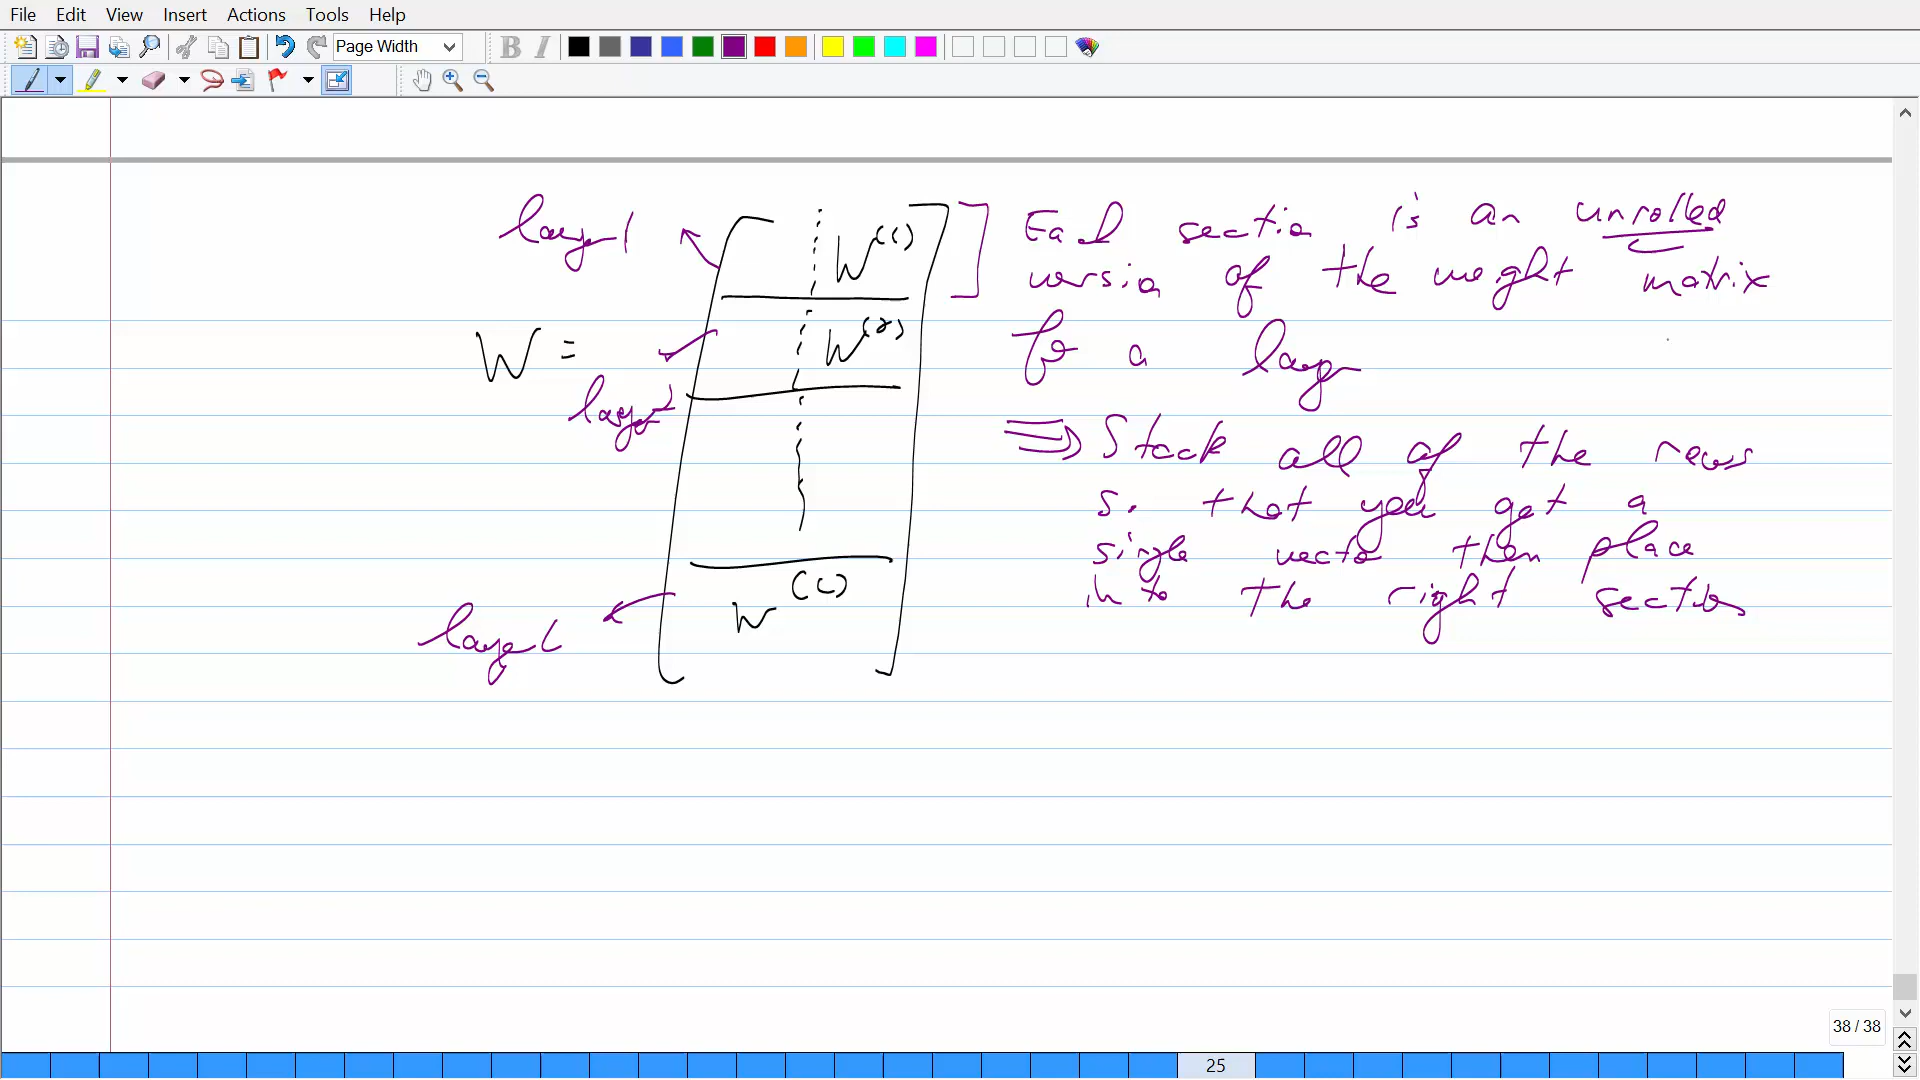 File Edit View Insert Actions Tools Help
Page Width
B I
layer 1
W^(1)
Each section is an unrolled
version of the weight matrix
W =
W^(2)
for a layer
layer 2
⇒ Stack all of the rows
so that you get a
single vector then place
into the right section
W^(L)
layer L
38 / 38
25